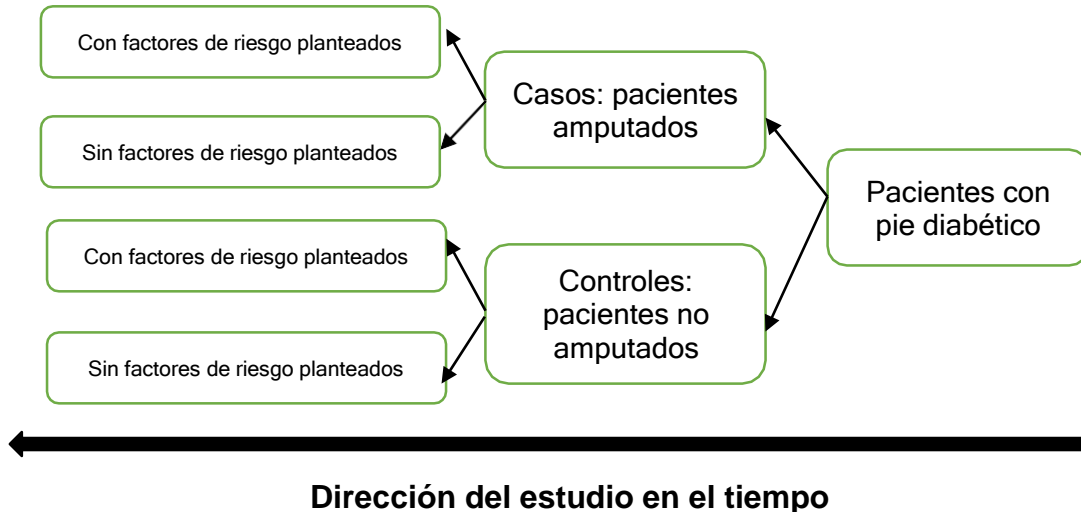 Con factores de riesgo planteados
Sin factores de riesgo planteados
Con factores de riesgo planteados
Sin factores de riesgo planteados
Casos: pacientes
amputados
Controles:
pacientes no
amputados
Pacientes con
pie diabético
Dirección del estudio en el tiempo